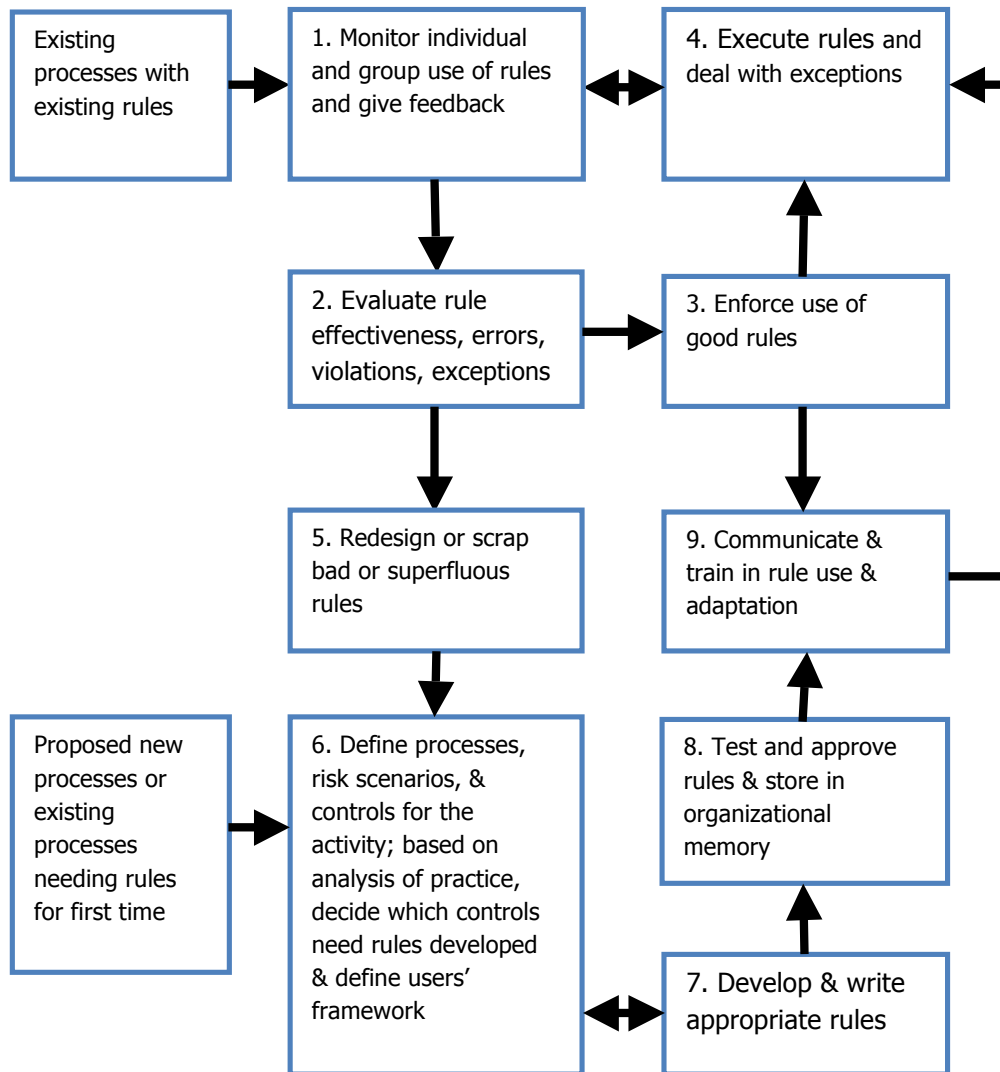 Existing
processes with
existing rules
1. Monitor individual
and group use of rules
and give feedback
4. Execute rules and
deal with exceptions
2. Evaluate rule
effectiveness, errors,
violations, exceptions
3. Enforce use of
good rules
5. Redesign or scrap
bad or superfluous
rules
9. Communicate &
train in rule use &
adaptation
Proposed new
processes or
existing
processes
needing rules
for first time
6. Define processes,
risk scenarios, &
controls for the
activity; based on
analysis of practice,
decide which controls
need rules developed
& define users’
framework
8. Test and approve
rules & store in
organizational
memory
7. Develop & write
appropriate rules